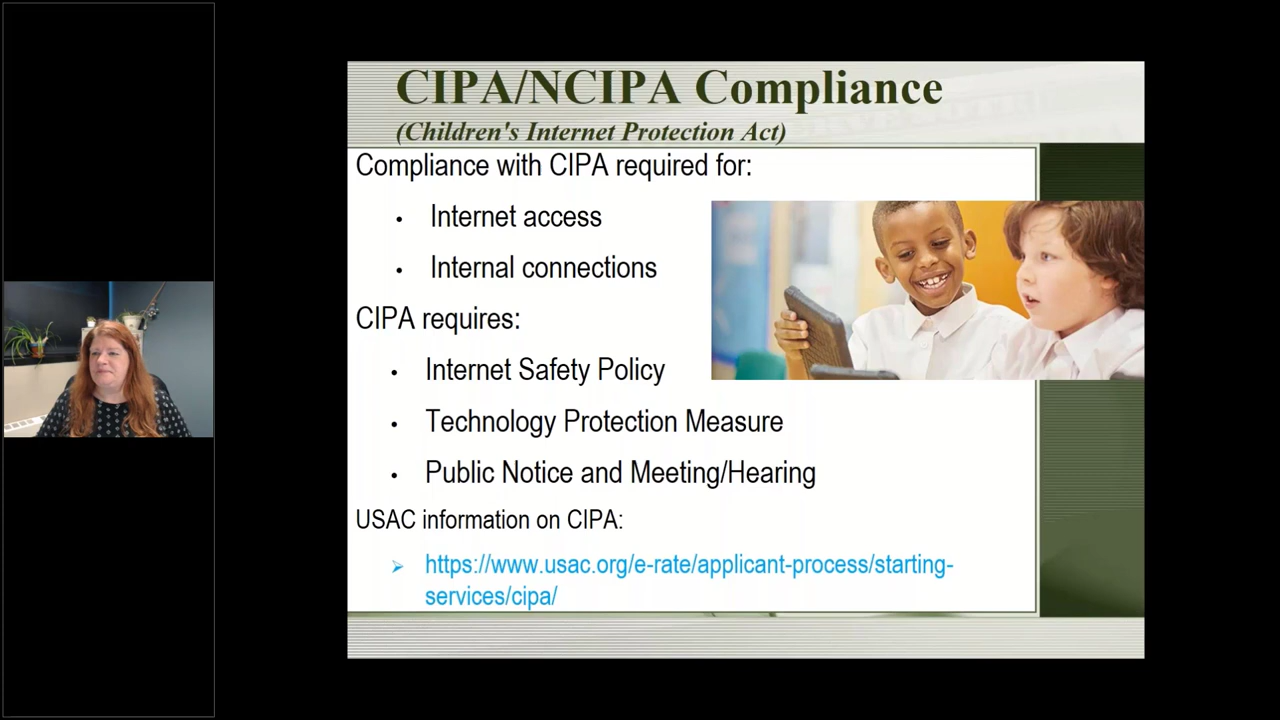 CIPA/NCIPA Compliance
(Children's Internet Protection Act)
Compliance with CIPA required for:
• Internet access
• Internal connections
CIPA requires:
• Internet Safety Policy
• Technology Protection Measure
• Public Notice and Meeting/Hearing
USAC information on CIPA:
➢ https://www.usac.org/e-rate/applicant-process/starting-
services/cipa/